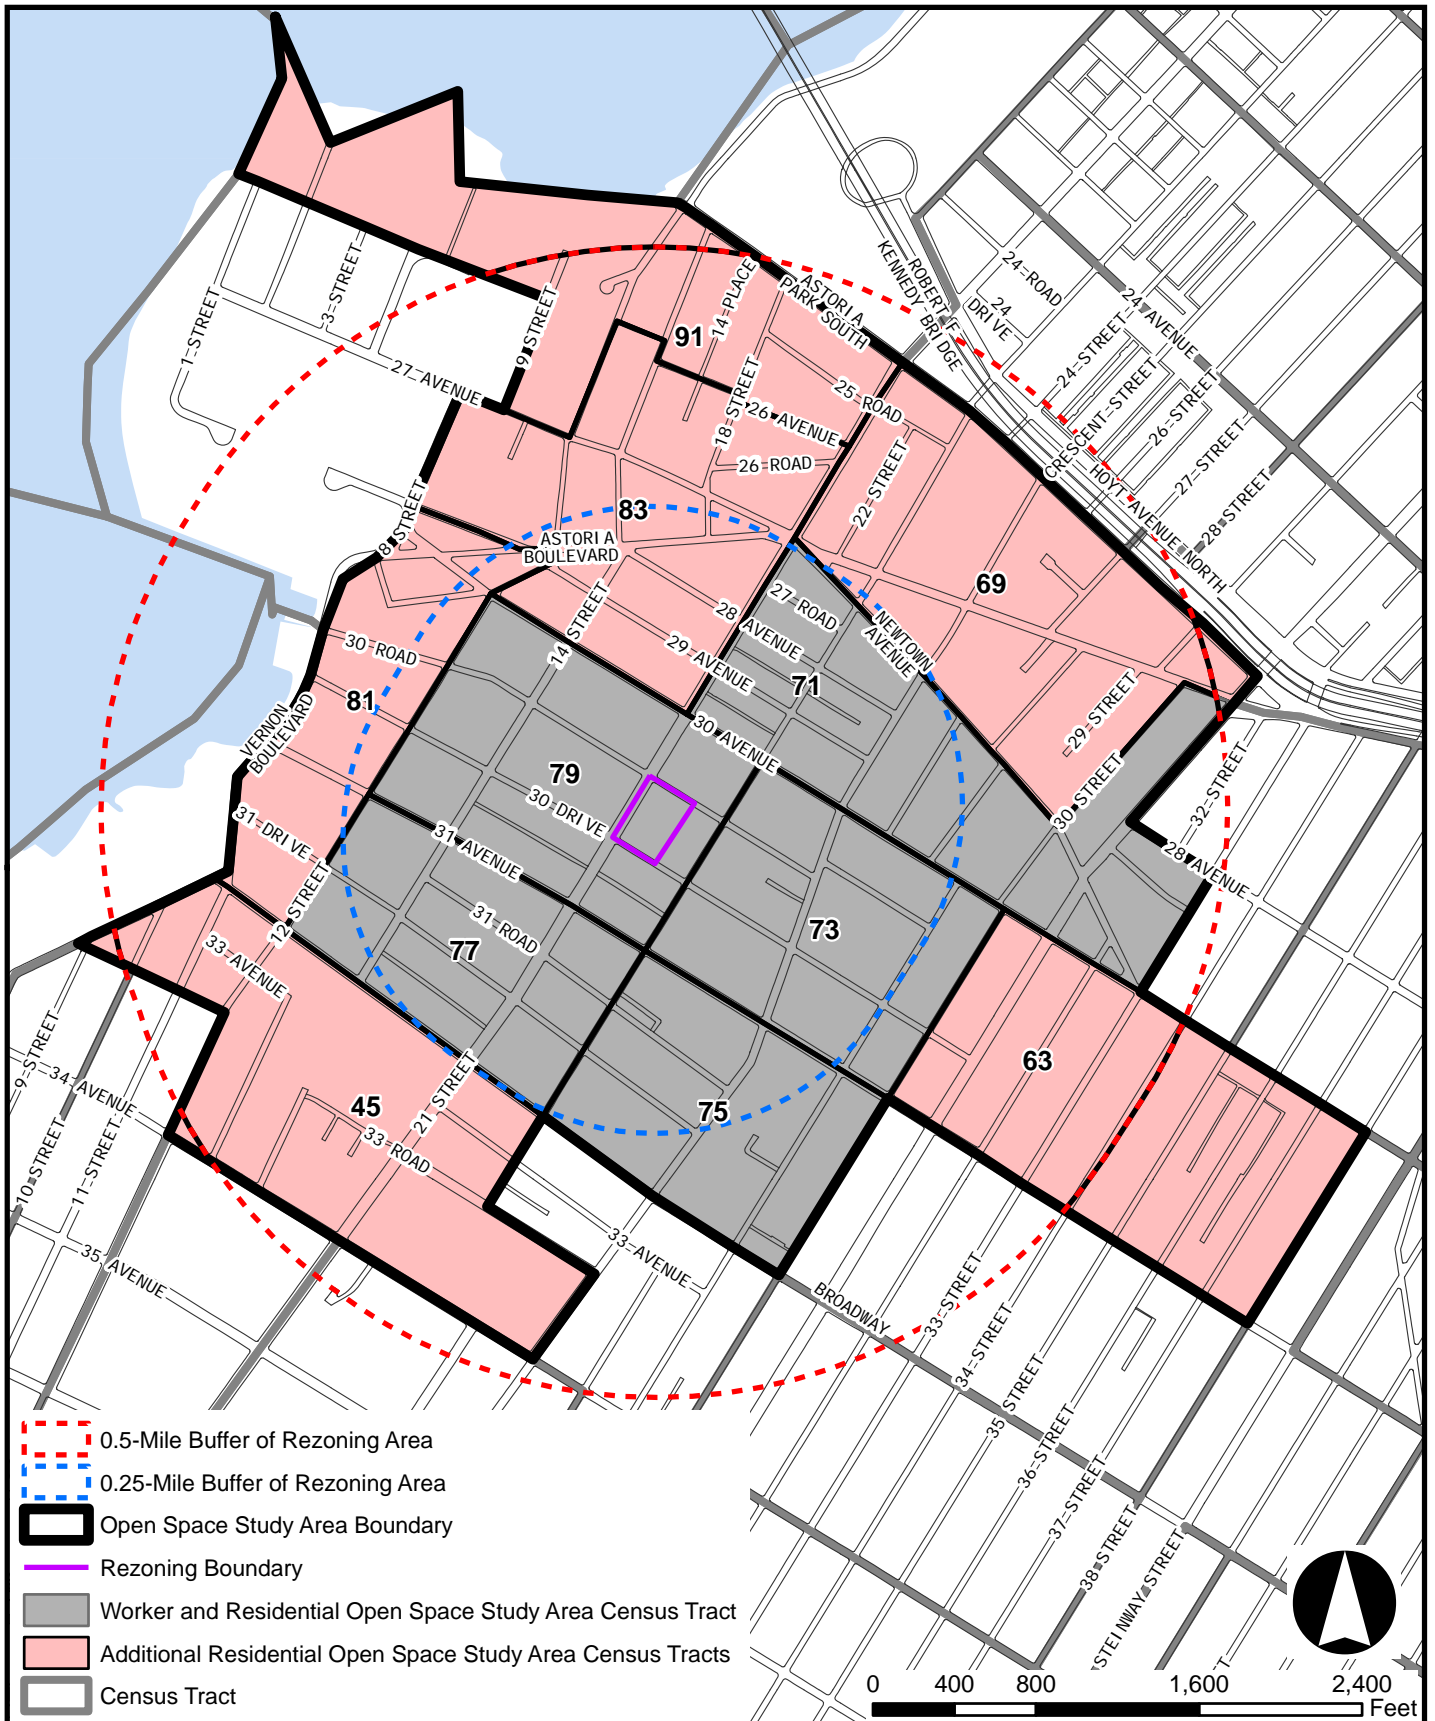 14 PLACE
ASTORIA
PARK SOUTH
ROBERT F
KENNEDY BRIDGE
24 ROAD
24
DRIVE
24 AVENUE
1 STREET
3 STREET
9 STREET
91
27 AVENUE
18 STREET
25 ROAD
26 AVENUE
26 ROAD
22 STREET
24 STREET
CRESCENT STREET
26 STREET
27 STREET
28 STREET
HOYT AVENUE NORTH
8 STREET
83
ASTORIA
BOULEVARD
69
14 STREET
28 AVENUE
27 ROAD
NEWTOWN
AVENUE
29 AVENUE
30 ROAD
81
71
29 STREET
VERNON
BOULEVARD
30 AVENUE
79
30 DRIVE
30 STREET
32 STREET
28 AVENUE
31 DRIVE
31 AVENUE
12 STREET
31 ROAD
73
77
33 AVENUE
9 STREET
34 AVENUE
63
21 STREET
45
75
33 ROAD
10 STREET
11 STREET
35 AVENUE
33 AVENUE
BROADWAY
33 STREET
34 STREET
35 STREET
36 STREET
37 STREET
38 STREET
STEINWAY STREET
T
0.5-Mile Buffer of Rezoning Area
0.25-Mile Buffer of Rezoning Area
Open Space Study Area Boundary
Rezoning Boundary
Worker and Residential Open Space Study Area Census Tract
Additional Residential Open Space Study Area Census Tracts
Census Tract
0 400 800 1,600 2,400
Feet